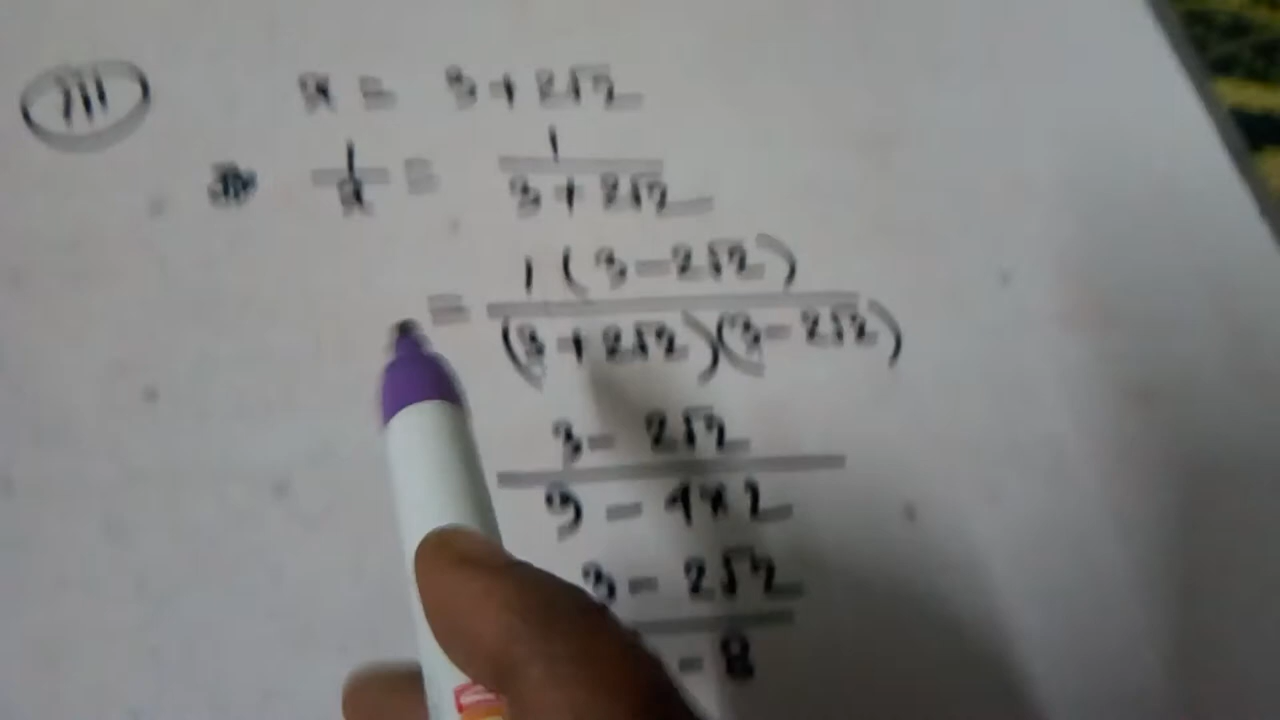 iii
x = 3 + 2√2
1/x = 1/(3 + 2√2)
= 1(3 - 2√2)/(3 + 2√2)(3 - 2√2)
3 - 2√2/9 - 4×2
3 - 2√2/- 8